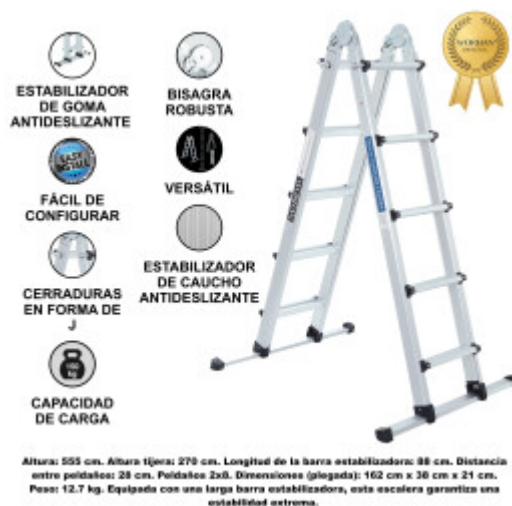 ESTABILIZADOR
DE GOMA
ANTIDESLIZANTE
BISAGRA
ROBUSTA
FÁCIL DE
CONFIGURAR
VERSÁTIL
CERRADURAS
EN FORMA DE
J
ESTABILIZADOR
DE CAUCHO
ANTIDESLIZANTE
CAPACIDAD
DE CARGA
Altura: 555 cm. Altura tijera: 270 cm. Longitud de la barra estabilizadora: 88 cm. Distancia
entre peldaños: 28 cm. Peldaños 2x8. Dimensiones (plegada): 162 cm x 38 cm x 21 cm.
Peso: 12.7 kg. Equipada con una larga barra estabilizadora, esta escalera garantiza una
estabilidad extrema.